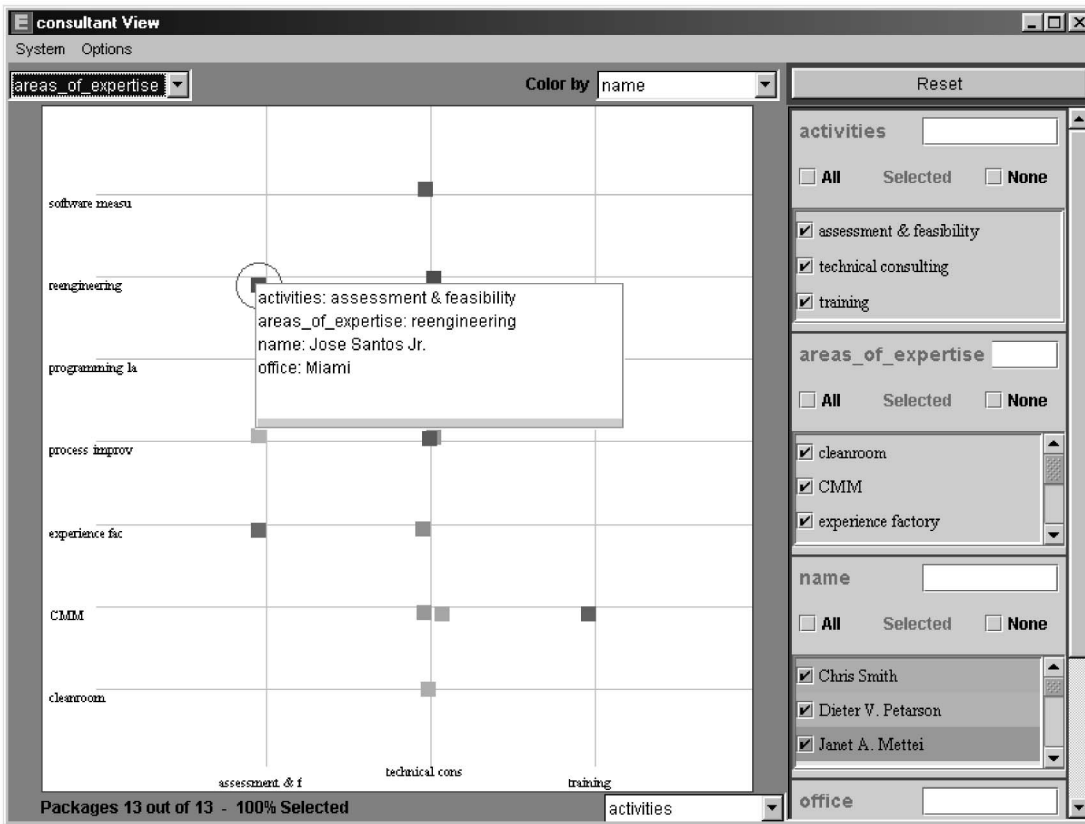 E consultant View
System Options
areas_of_expertise
Color by name
Reset
software measu
reengineering
programming la
process improv
experience fac
CMM
cleanroom
activities: assessment & feasibility
areas_of_expertise: reengineering
name: Jose Santos Jr.
office: Miami
assessment & f
technical cons
training
Packages 13 out of 13 - 100% Selected
activities
activities
All Selected None
assessment & feasibility
technical consulting
training
areas_of_expertise
All Selected None
cleanroom
CMM
experience factory
name
All Selected None
Chris Smith
Dieter V. Petarson
Janet A. Mettei
office